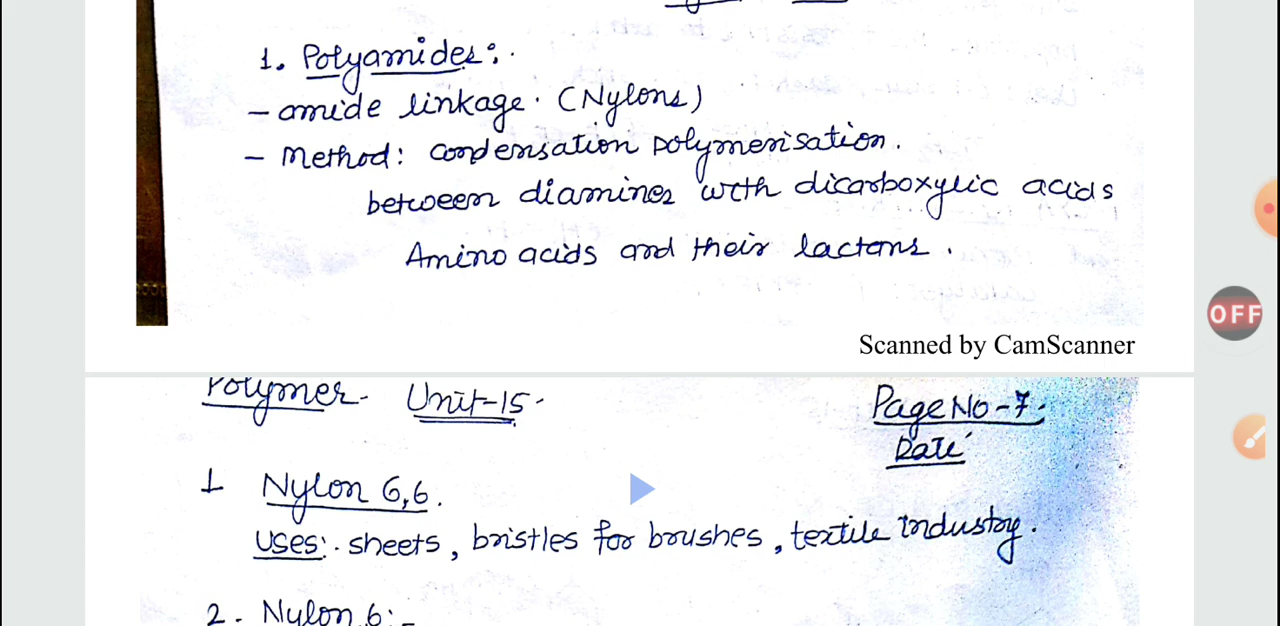 1. Polyamides:.
- amide linkage. (Nylons)
- Method: condensation polymerisation.
between diamines with dicarboxylic acids
Amino acids and their lactams.
Scanned by CamScanner
Polymer- Unit-15.
Page No-7.
Date
1 Nylon 6,6.
Uses:. sheets, bristles for brushes, textile industry.
2. Nylon 6:-
OFF